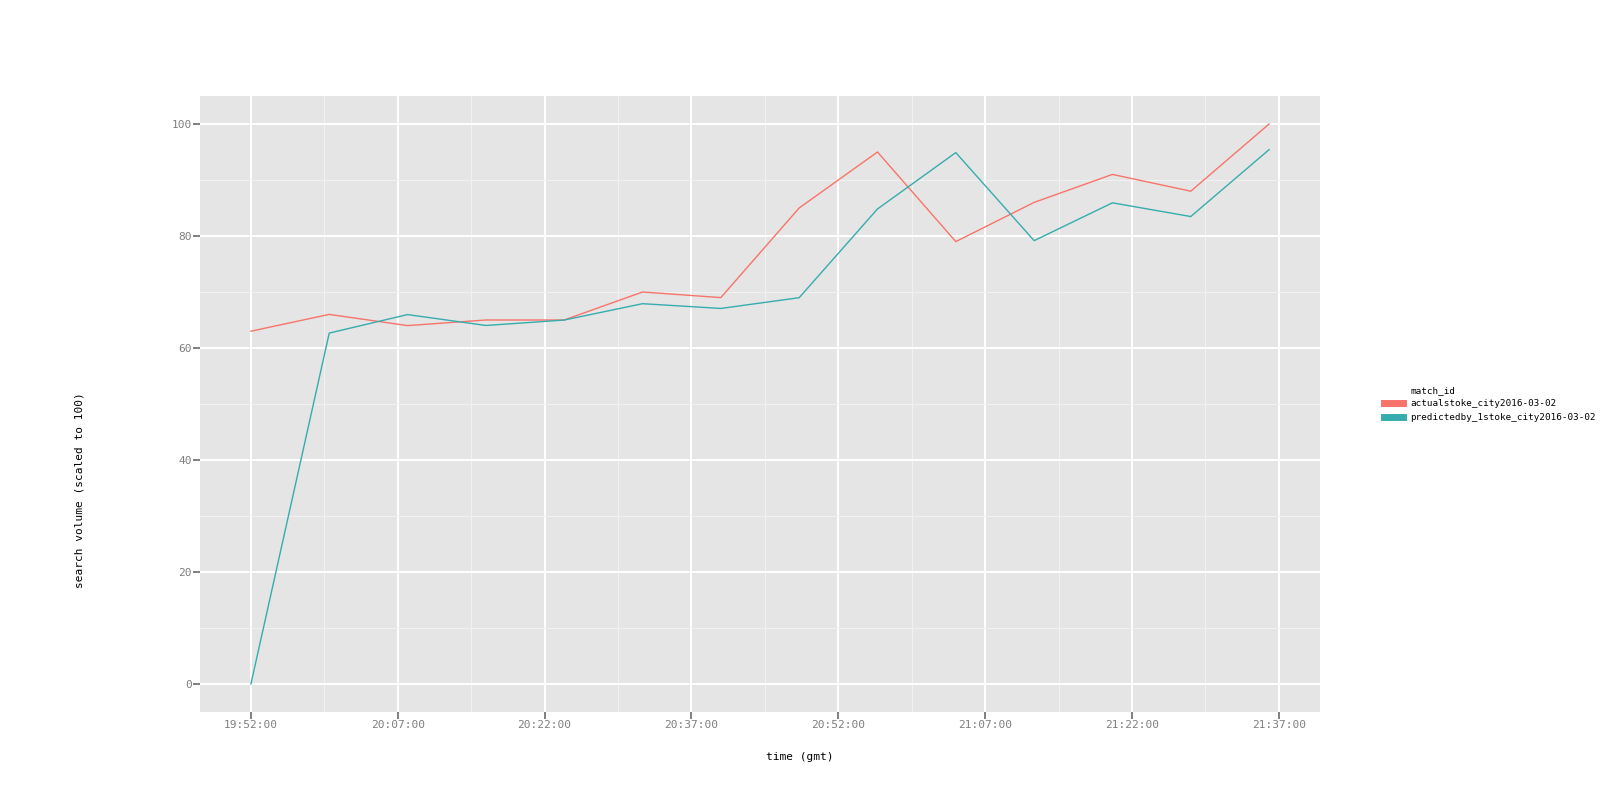 100
80
60
40
20
0
19:52:00
20:07:00
20:22:00
20:37:00
20:52:00
21:07:00
21:22:00
21:37:00
time (gmt)
search volume (scaled to 100)
match_id
actualstoke_city2016-03-02
predictedby_1stoke_city2016-03-02